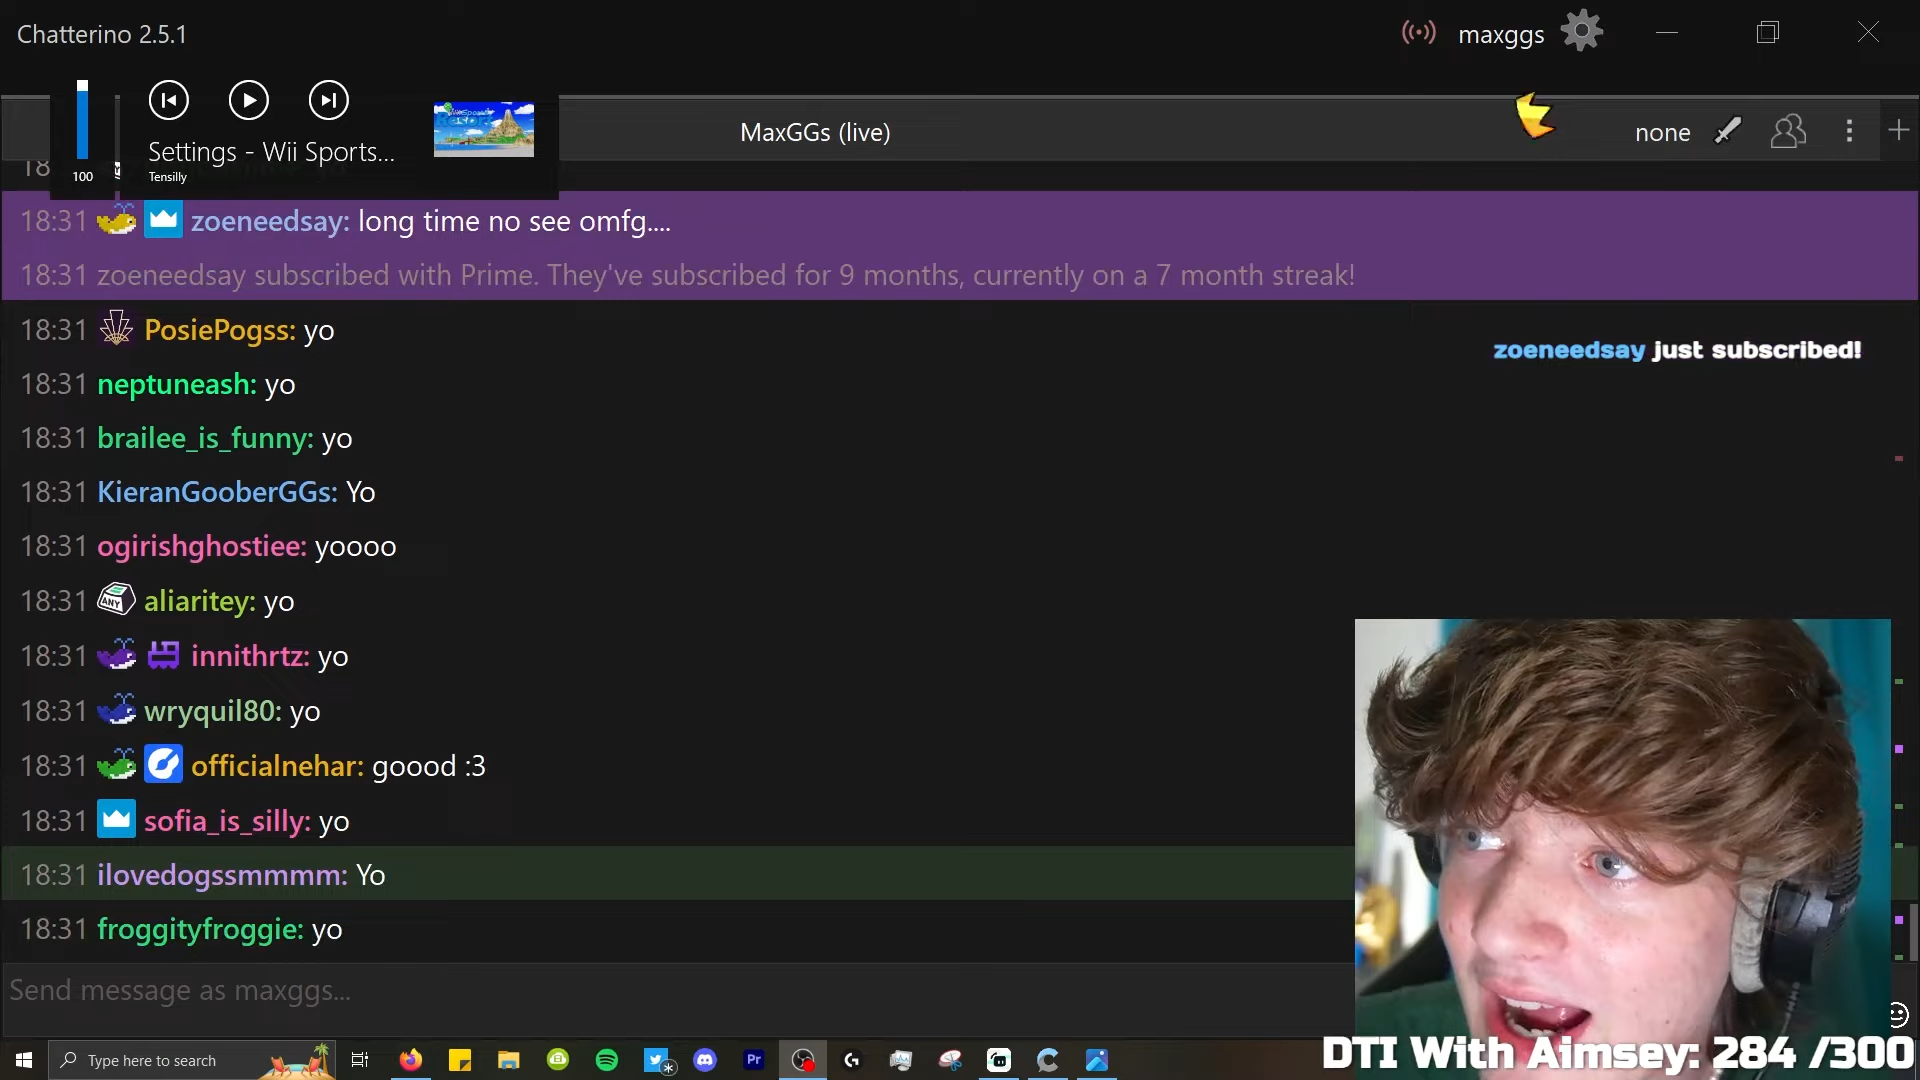 Chatterino 2.5.1
maxggs
100
Settings - Wii Sports...
Tensilly
MaxGGs (live)
none
18:31 zoeneedsay: long time no see omfg....
18:31 zoeneedsay subscribed with Prime. They've subscribed for 9 months, currently on a 7 month streak!
18:31 PosiePogss: yo
zoeneedsay just subscribed!
18:31 neptuneash: yo
18:31 brailee_is_funny: yo
18:31 KieranGooberGGs: Yo
18:31 ogirishghostiee: yoooo
18:31 ANY aliaritey: yo
18:31 innithrtz: yo
18:31 wryquil80: yo
18:31 officialnehar: goood :3
18:31 sofia_is_silly: yo
18:31 ilovedogssmmmm: Yo
18:31 froggityfroggie: yo
Send message as maxggs...
Type here to search
Pr
DTI With Aimsey: 284 /300